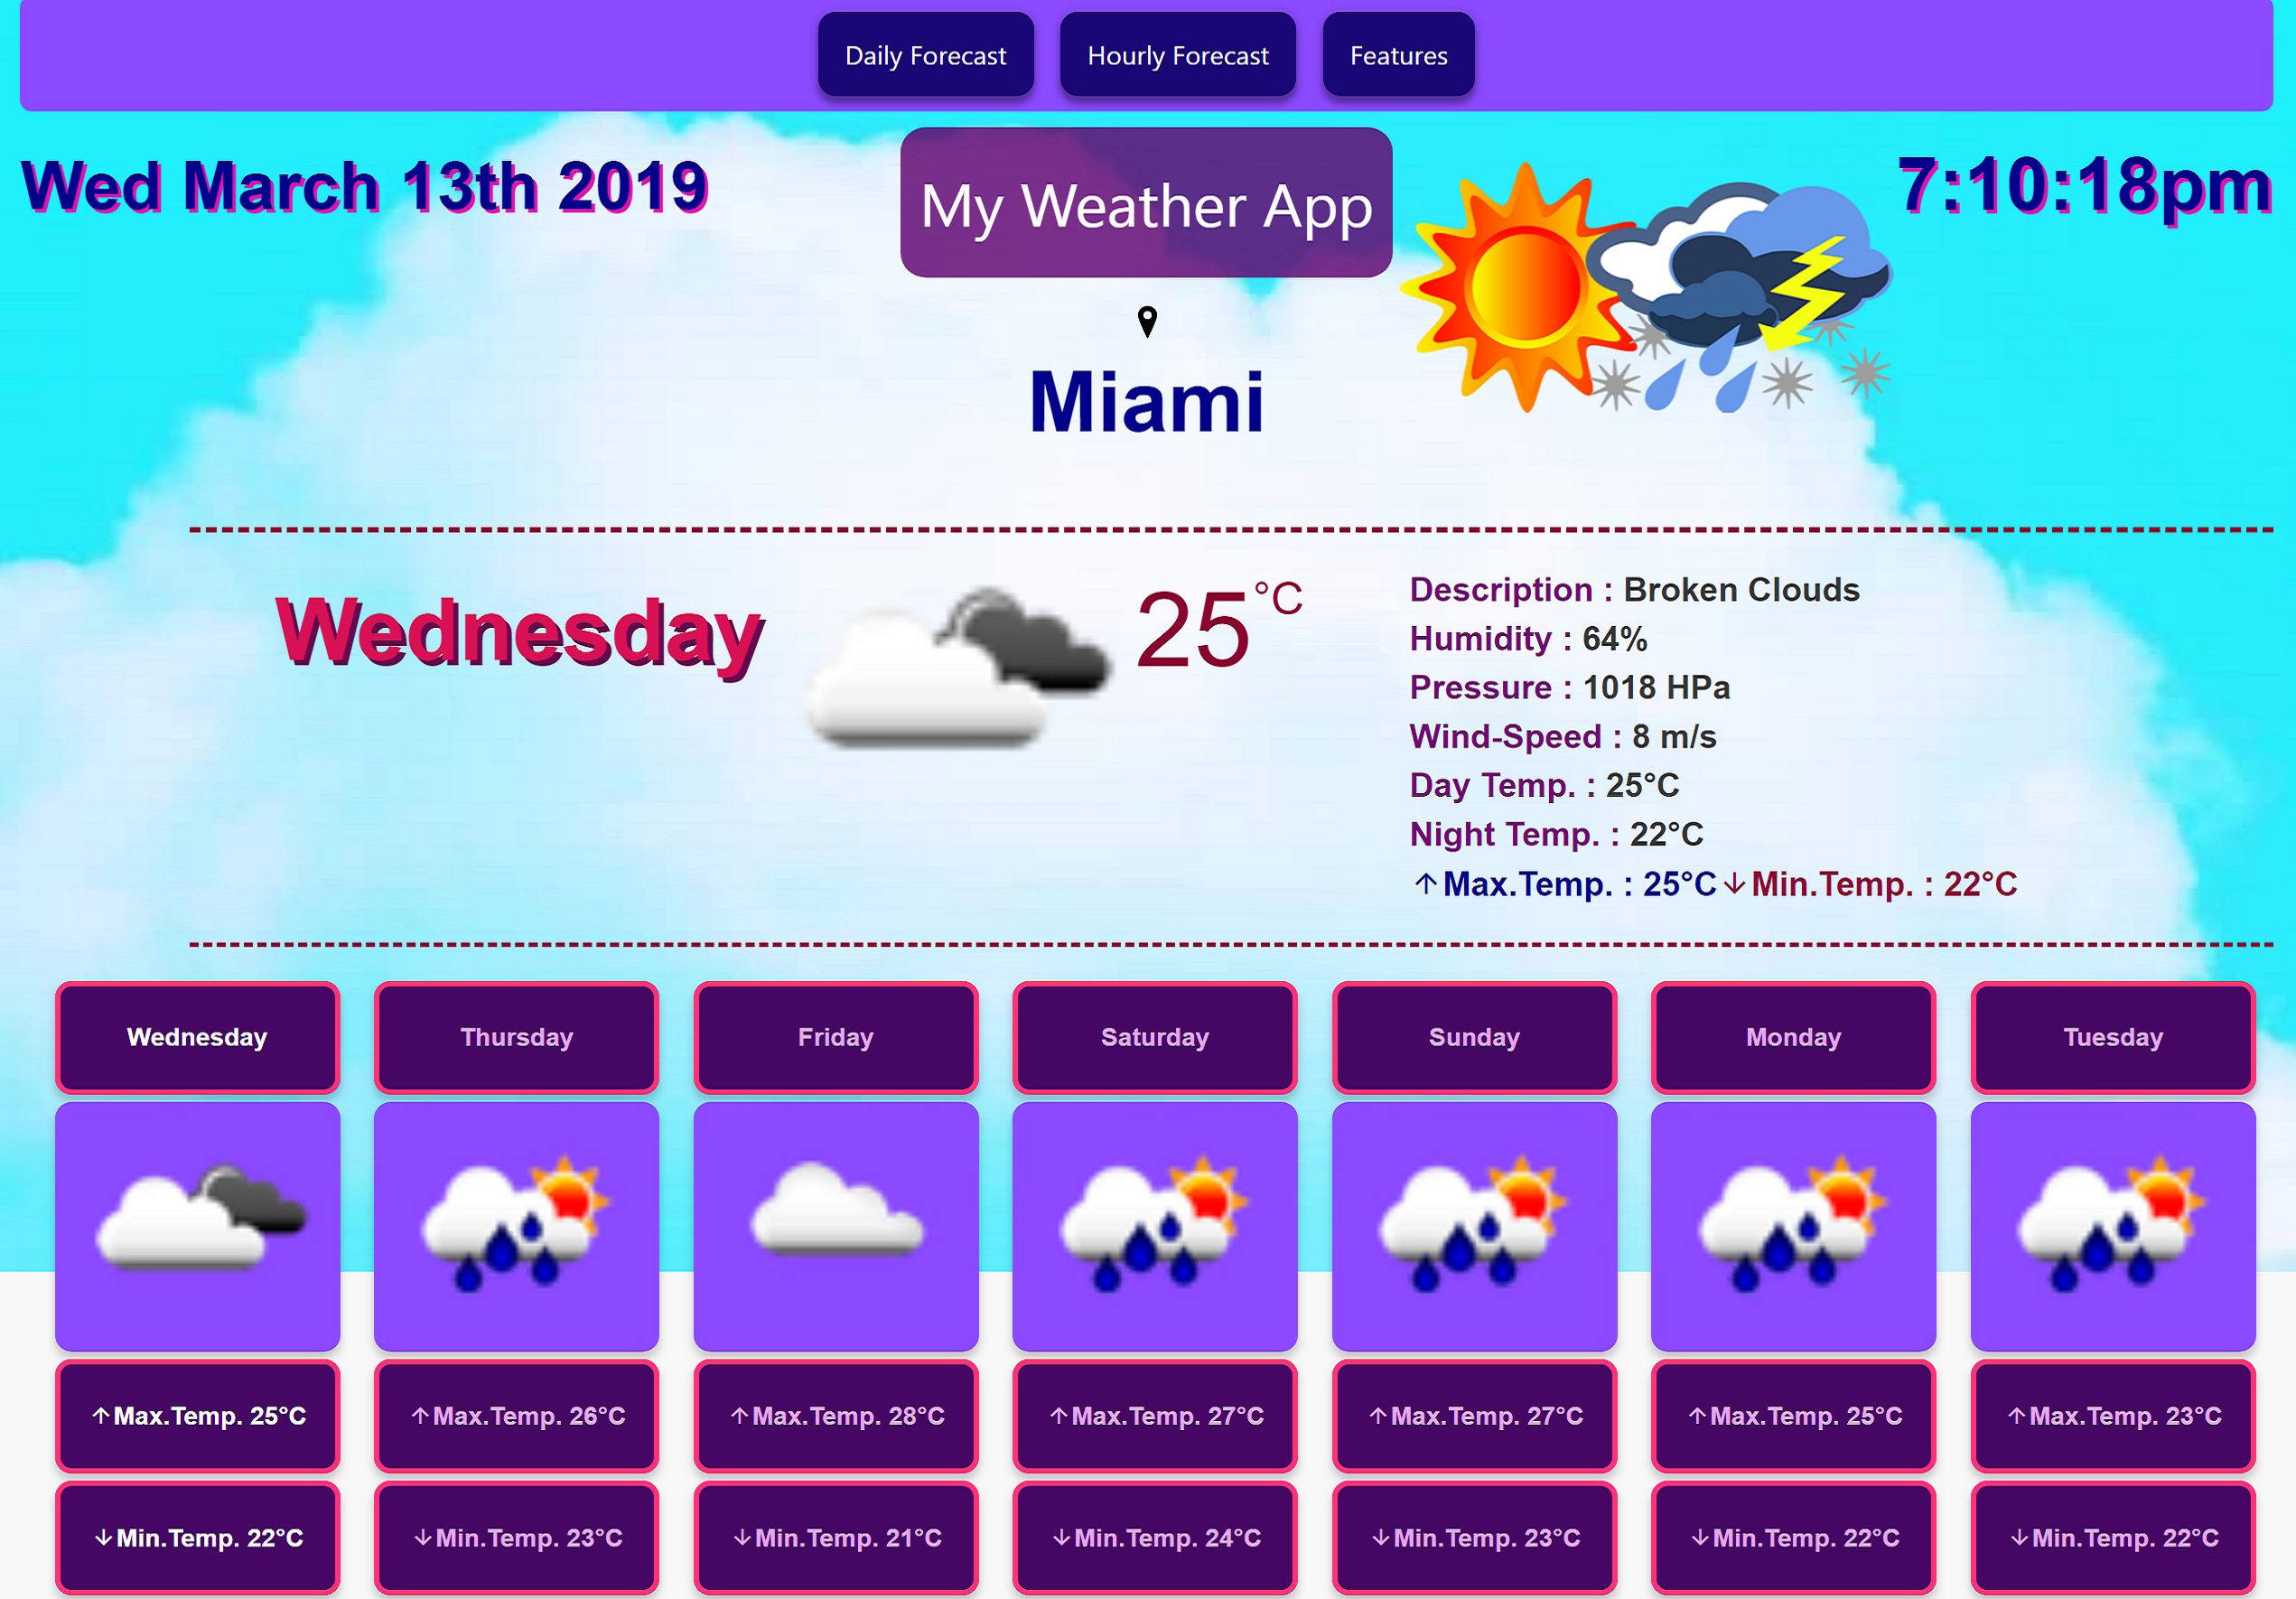 Daily Forecast Hourly Forecast Features
Wed March 13th 2019
My Weather App
7:10:18pm
Miami
Wednesday
25°C
Description : Broken Clouds
Humidity : 64%
Pressure : 1018 HPa
Wind-Speed : 8 m/s
Day Temp. : 25°C
Night Temp. : 22°C
↑Max.Temp. : 25°C↓Min.Temp. : 22°C
Wednesday Thursday Friday Saturday Sunday Monday Tuesday
↑Max.Temp. 25°C ↑Max.Temp. 26°C ↑Max.Temp. 28°C ↑Max.Temp. 27°C ↑Max.Temp. 27°C ↑Max.Temp. 25°C ↑Max.Temp. 23°C
↓Min.Temp. 22°C ↓Min.Temp. 23°C ↓Min.Temp. 21°C ↓Min.Temp. 24°C ↓Min.Temp. 23°C ↓Min.Temp. 22°C ↓Min.Temp. 22°C